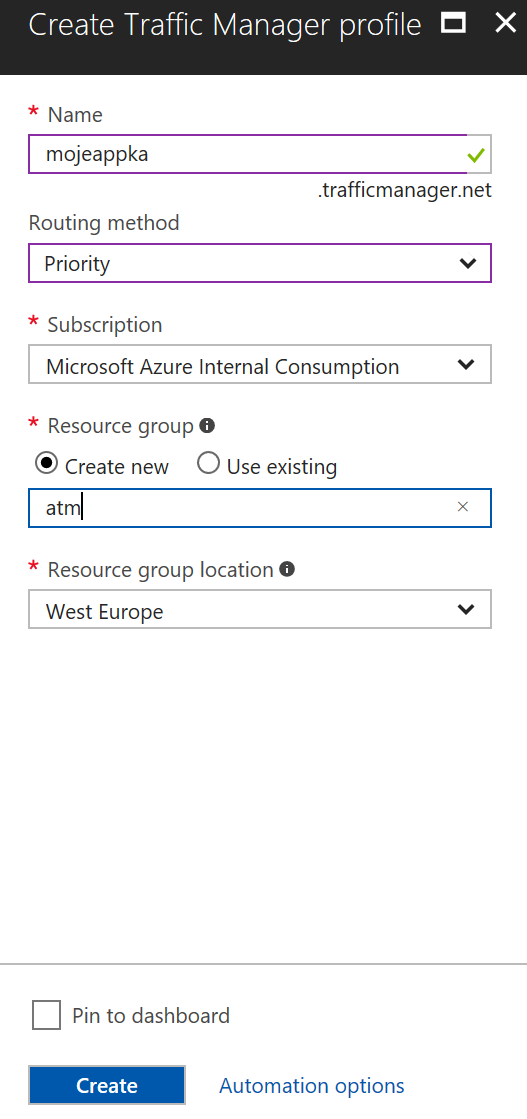 Create Traffic Manager profile
* Name
mojeappka
.trafficmanager.net
Routing method
Priority
* Subscription
Microsoft Azure Internal Consumption
* Resource group
Create new Use existing
atm
* Resource group location
West Europe
Pin to dashboard
Create Automation options